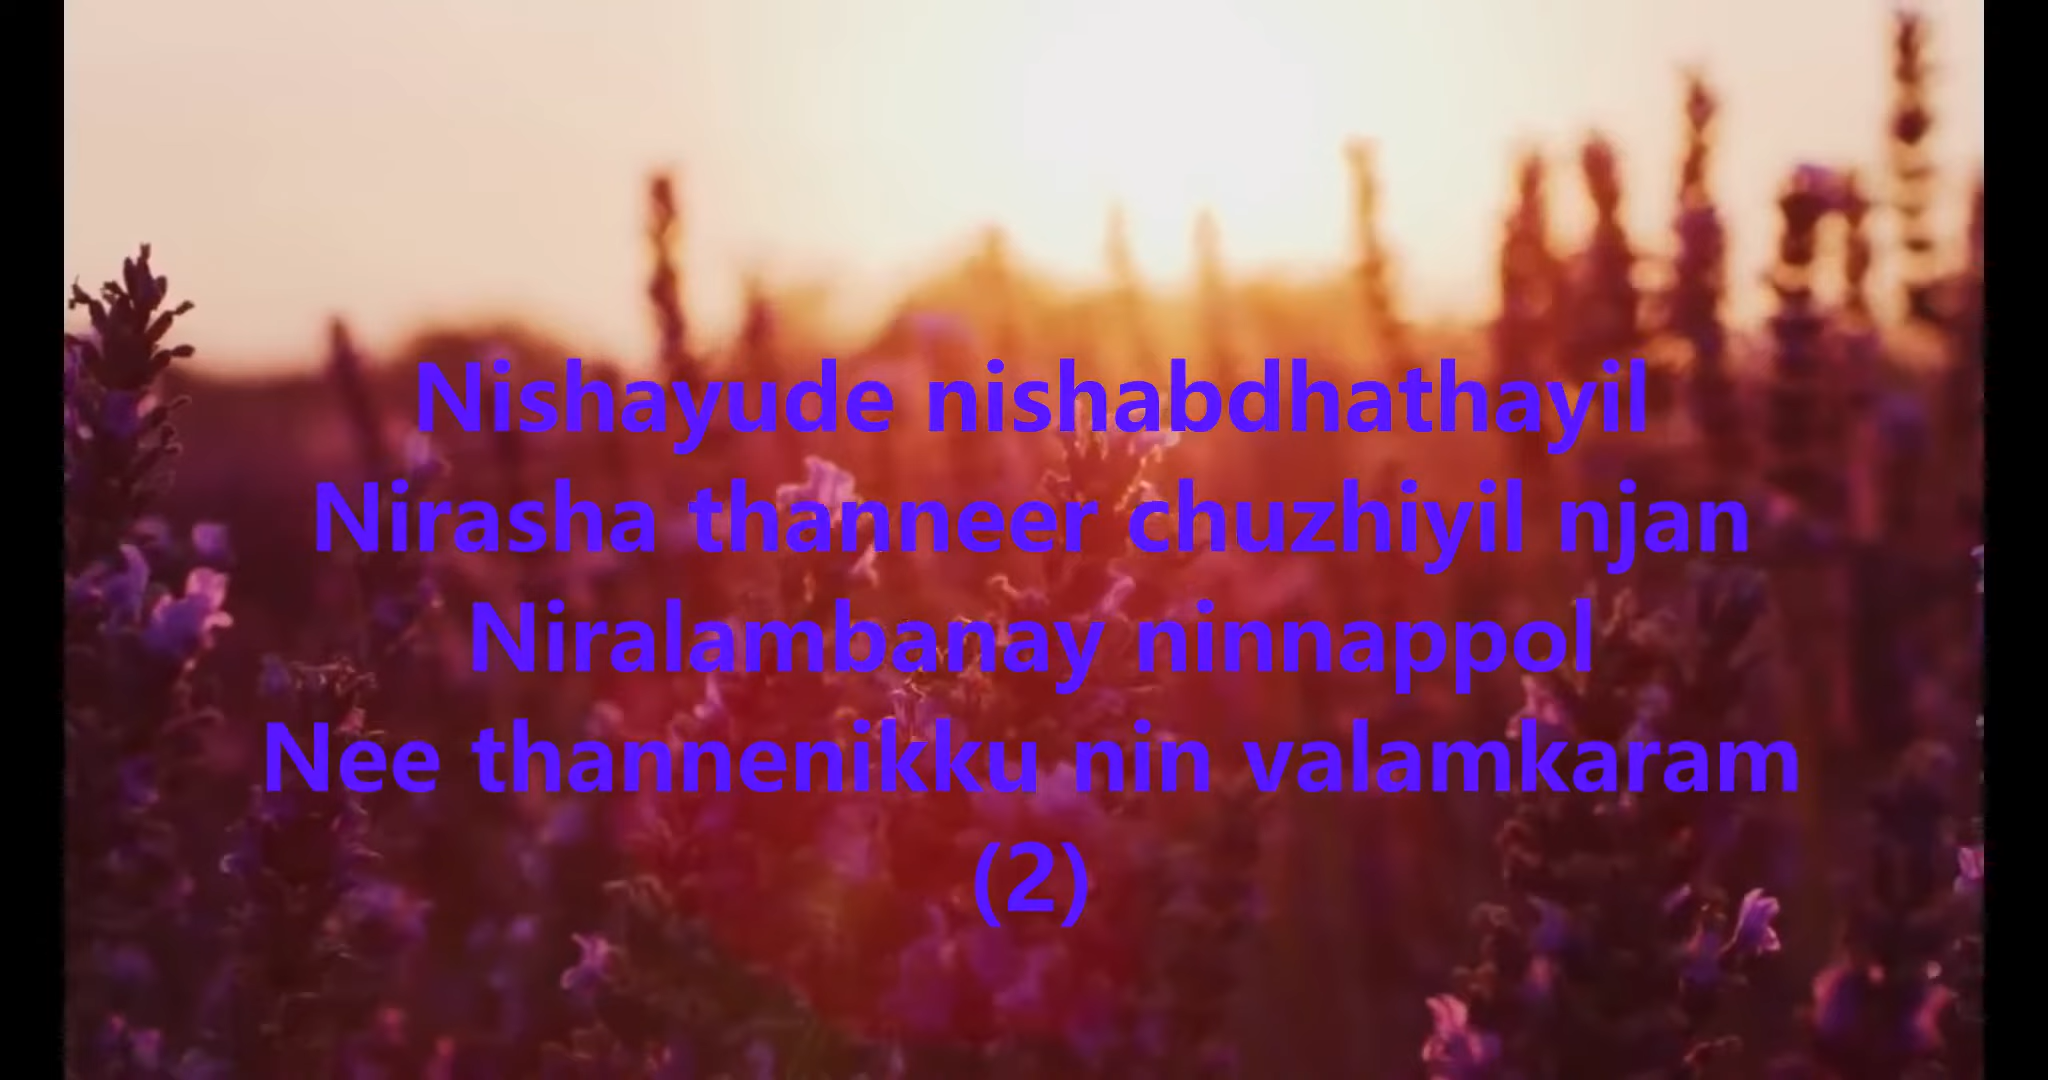 Nishayude nishabdhathayil
Nirasha thanneer chuzhiyil njan
Niralambanay ninnappol
Nee thannenikku nin valamkaram
(2)